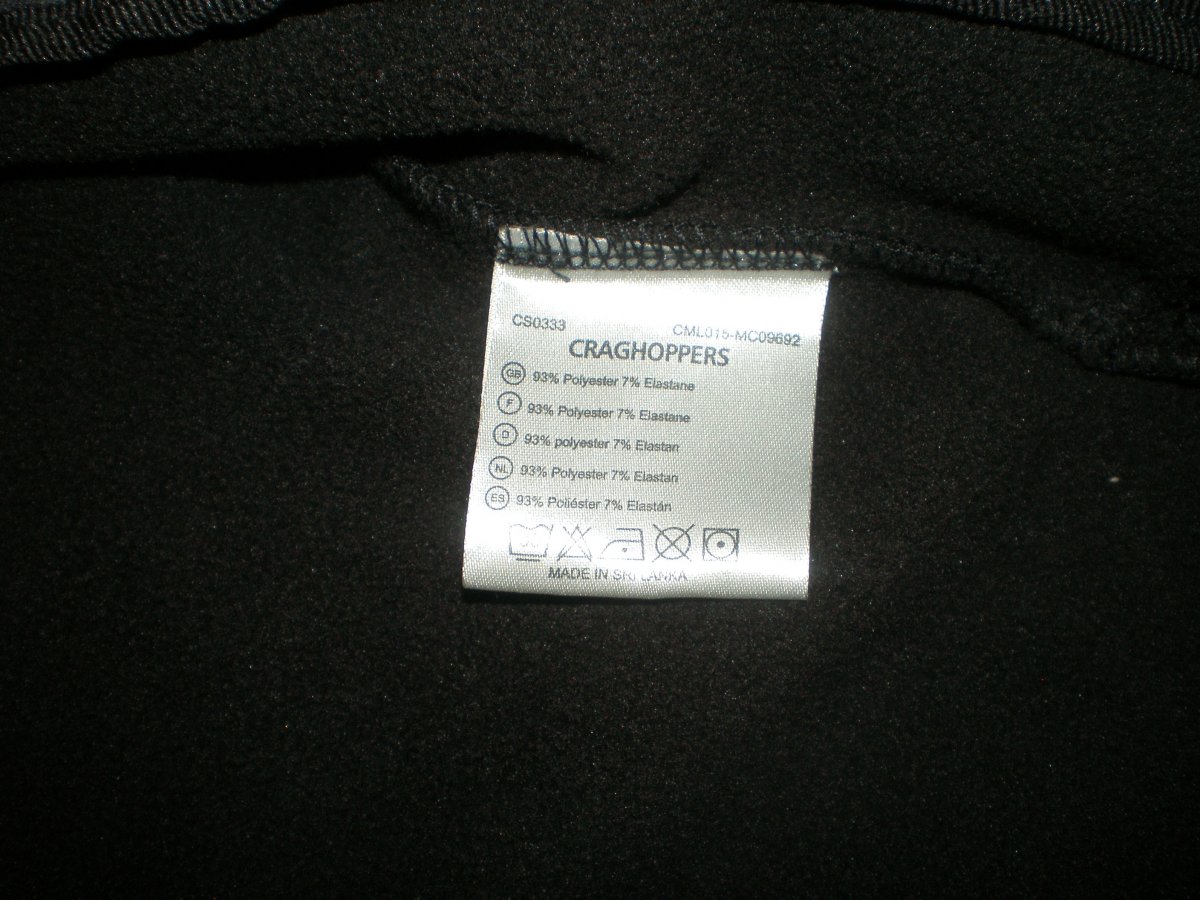 CS0333 CML015-MC09692
CRAGHOPPERS
GB 93% Polyester 7% Elastane
F 93% Polyester 7% Elastane
D 93% polyester 7% Elastan
NL 93% Polyester 7% Elastan
ES 93% Poliéster 7% Elastán
MADE IN SRI LANKA